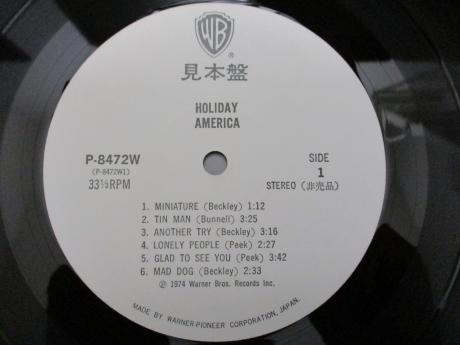 WB
®
見本盤
HOLIDAY
AMERICA
P-8472W
(P-8472W1)
33⅓RPM
SIDE
1
STEREO (非売品)
1. MINIATURE (Beckley) 1:12
2. TIN MAN (Bunnell) 3:25
3. ANOTHER TRY (Beckley) 3:16
4. LONELY PEOPLE (Peek) 2:27
5. GLAD TO SEE YOU (Peek) 3:42
6. MAD DOG (Beckley) 2:33
Ⓟ 1974 Warner Bros. Records Inc.
MADE BY WARNER-PIONEER CORPORATION, JAPAN.